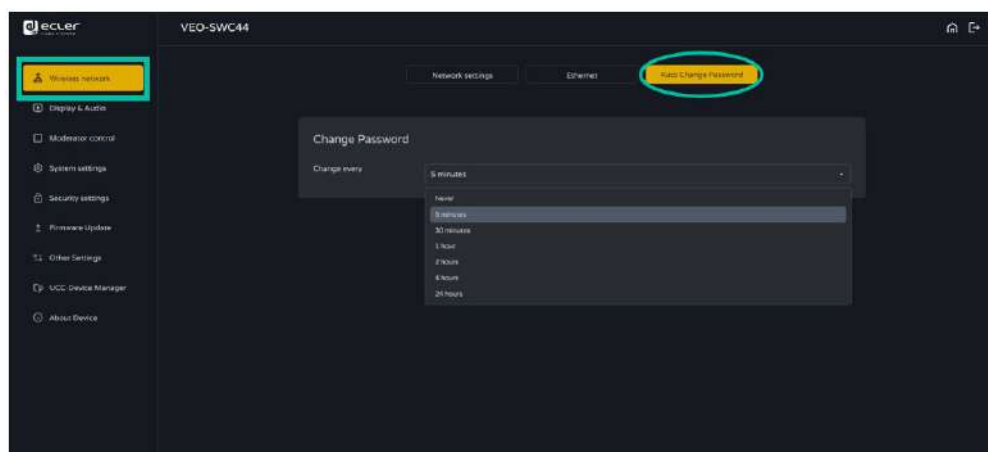 ecler
VEO-SWC44
Wireless network
Display & Audio
Moderator control
System settings
Security settings
Firmware Update
Other Settings
UCC-Device Manager
About Device
Network settings
Ethernet
Auto Change Password
Change Password
Change every
5 minutes
Never
5 minutes
30 minutes
1 hour
2 hours
4 hours
24 hours